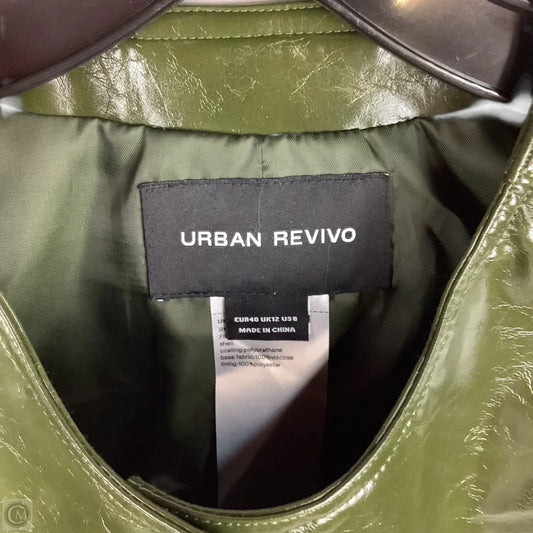 URBAN REVIVO
EUR40 UK12 US8
MADE IN CHINA
shell:
coating:polyurethane
base fabric:100%viscose
lining:100%polyester